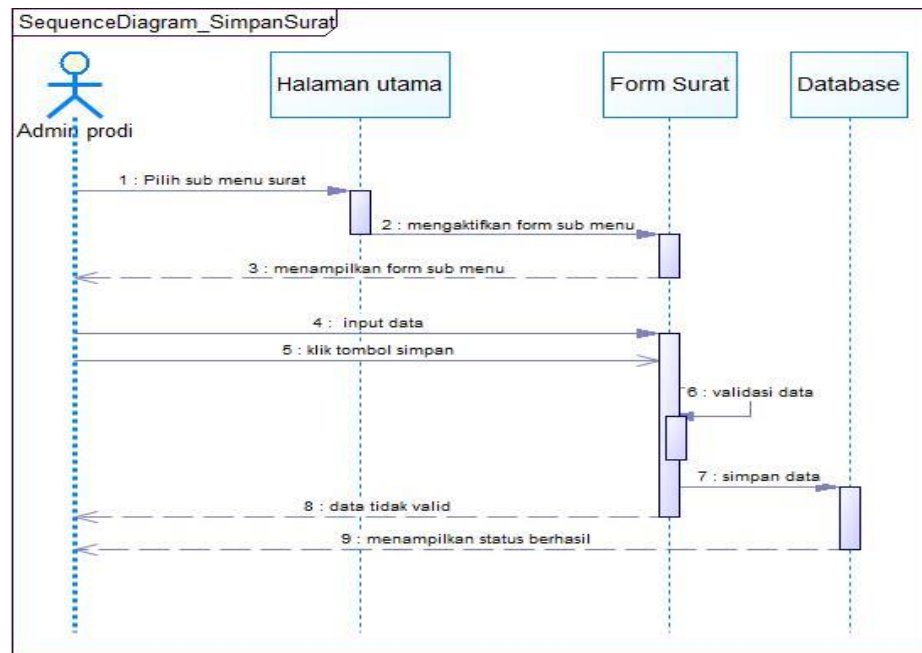 SequenceDiagram_SimpanSurat
Halaman utama
Form Surat
Database
Admin prodi
1 : Pilih sub menu surat
2 : mengaktifkan form sub menu
3 : menampilkan form sub menu
4 : input data
5 : klik tombol simpan
6 : validasi data
7 : simpan data
8 : data tidak valid
9 : menampilkan status berhasil